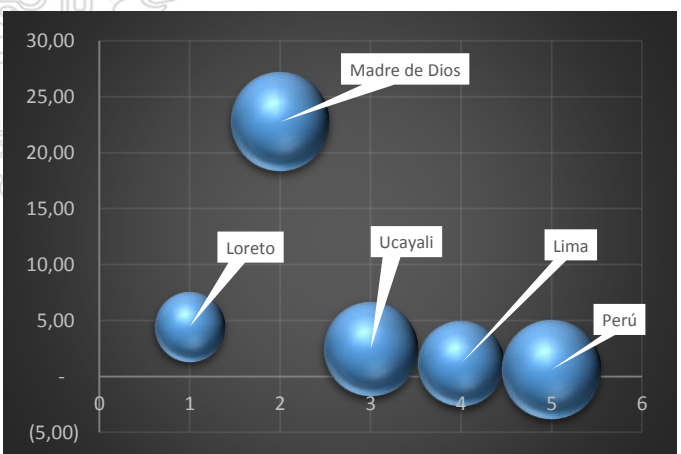 30,00
25,00
20,00
15,00
10,00
5,00
-
(5,00)
0 1 2 3 4 5 6
Madre de Dios
Loreto
Ucayali
Lima
Perú